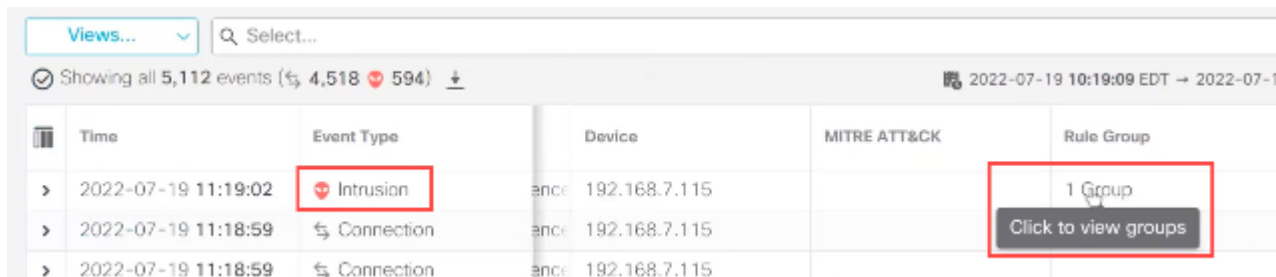 Views... Select...
Showing all 5,112 events (4,518 594) 2022-07-19 10:19:09 EDT → 2022-07-1
Time Event Type Device MITRE ATT&CK Rule Group
2022-07-19 11:19:02 Intrusion ence 192.168.7.115 1 Group
2022-07-19 11:18:59 Connection ence 192.168.7.115 Click to view groups
2022-07-19 11:18:59 Connection ence 192.168.7.115